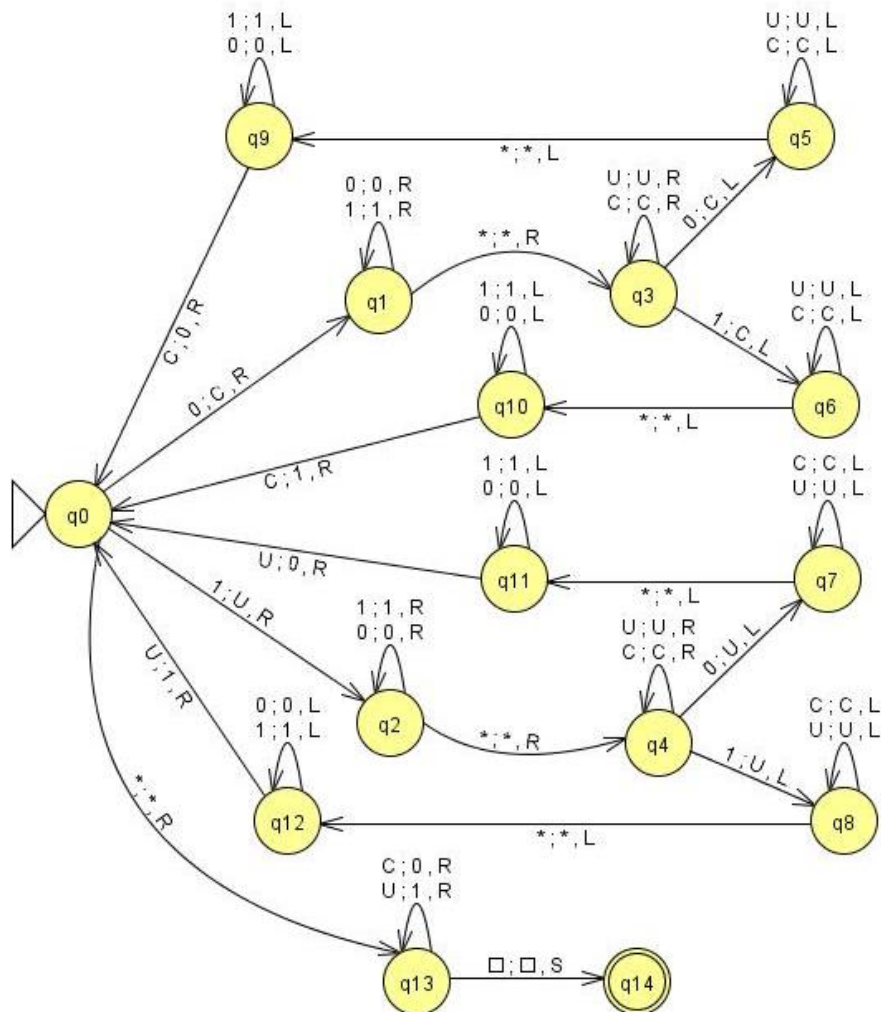 1 ; 1 , L
0 ; 0 , L
U ; U , L
C ; C , L
q9
q5
* ; * , L
0 ; 0 , R
1 ; 1 , R
U ; U , R
C ; C , R
0 ; C , L
* ; * , R
q1
q3
C ; 0 , R
1 ; 1 , L
0 ; 0 , L
U ; U , L
C ; C , L
1 ; C , L
0 ; C , R
q10
q6
* ; * , L
C ; 1 , R
1 ; 1 , L
0 ; 0 , L
C ; C , L
U ; U , L
q0
U ; 0 , R
q11
q7
* ; * , L
1 ; U , R
1 ; 1 , R
0 ; 0 , R
U ; U , R
C ; C , R
0 ; U , L
U ; 1 , R
0 ; 0 , L
1 ; 1 , L
q2
* ; * , R
q4
C ; C , L
U ; U , L
1 ; U , L
q12
q8
* ; * , L
* ; * , R
C ; 0 , R
U ; 1 , R
q13
□ ; □ , S
q14